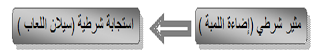 مثير شرطي (إضاءة اللمبة )
استجابة شرطية (سيلان اللعاب )